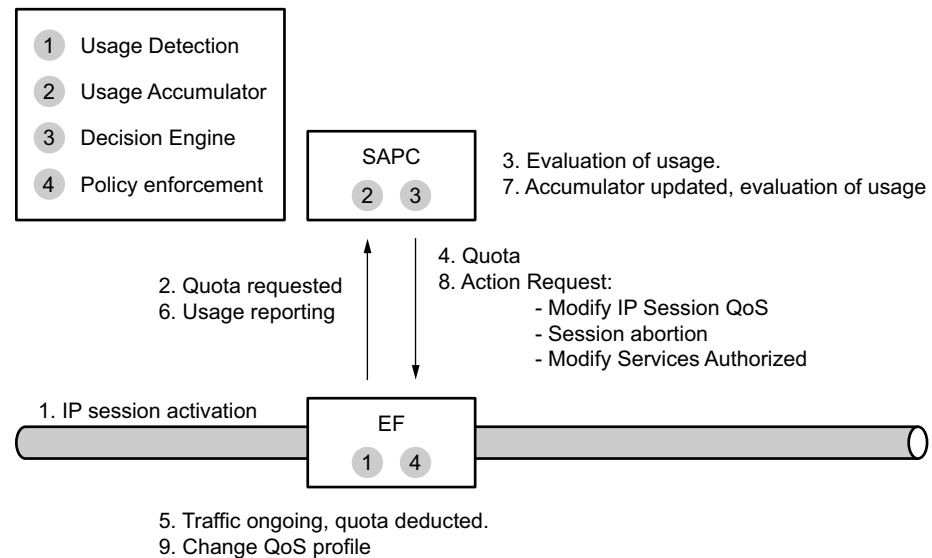 1 Usage Detection
2 Usage Accumulator
3 Decision Engine
4 Policy enforcement
SAPC
2 3
3. Evaluation of usage.
7. Accumulator updated, evaluation of usage
2. Quota requested
6. Usage reporting
4. Quota
8. Action Request:
- Modify IP Session QoS
- Session abortion
- Modify Services Authorized
1. IP session activation
EF
1 4
5. Traffic ongoing, quota deducted.
9. Change QoS profile